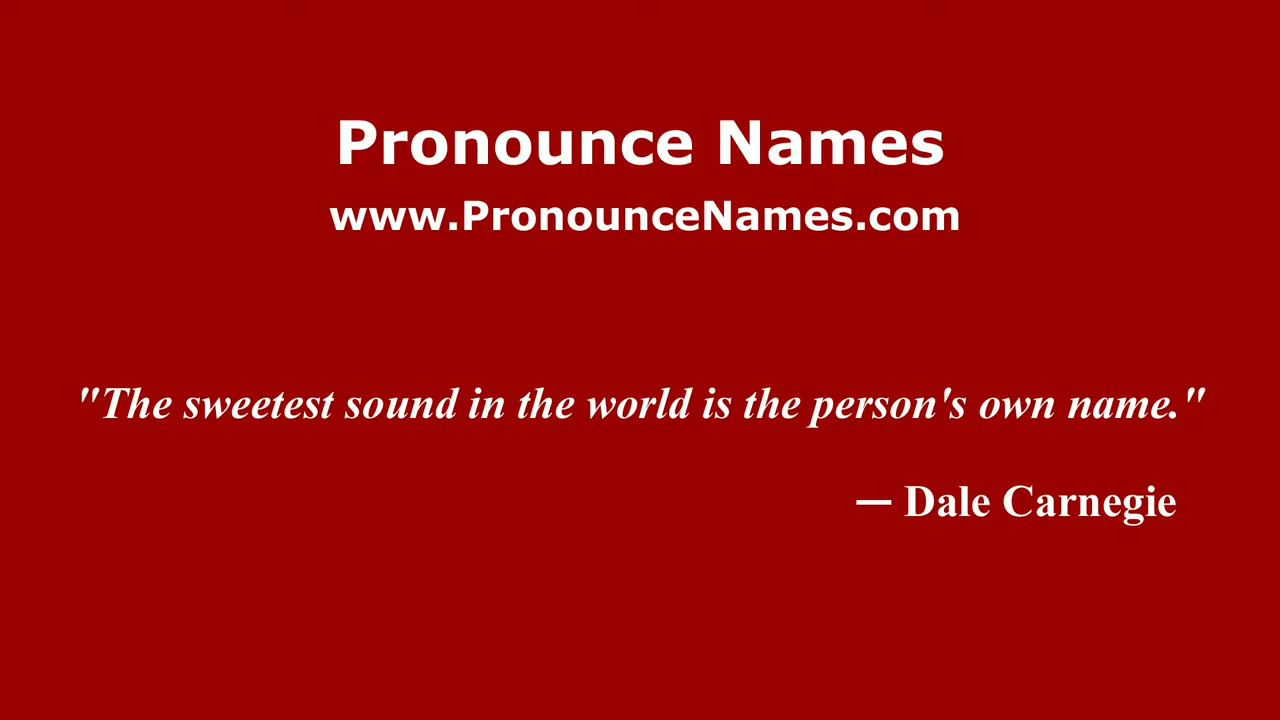 Pronounce Names
www.PronounceNames.com
"The sweetest sound in the world is the person's own name."
— Dale Carnegie